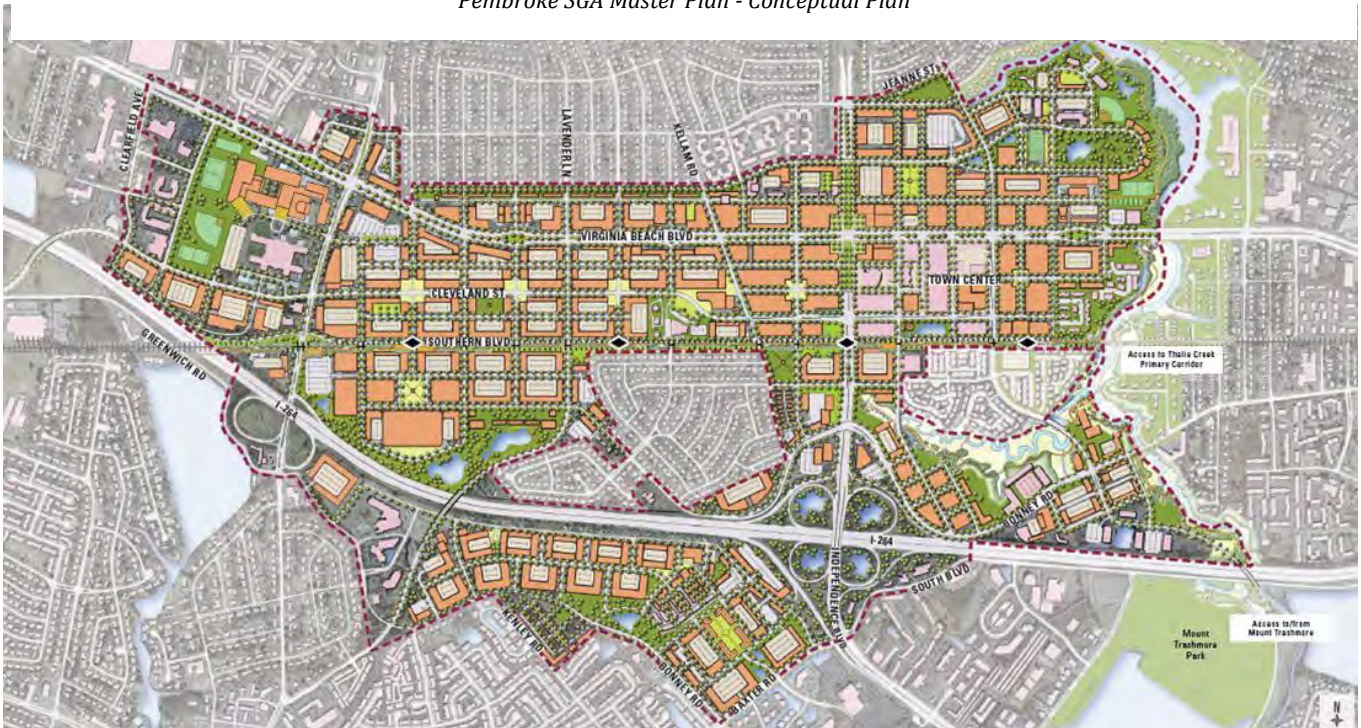 Pembroke SGA Master Plan - Conceptual Plan
CLEARFIELD AVE.
JEANNE ST.
LAVENDER LN
KELLAM RD
VIRGINIA BEACH BLVD
CLEVELAND ST.
TOWN CENTER
SOUTHERN BLVD
GREENWICH RD
Access to Thalia Creek
Primary Corridor
I-264
BONNEY RD
I-264
INDEPENDENCE BLVD
SOUTH BLVD
KENLEY RD
BONNEY RD
BAXTER RD
Mount
Trashmore
Park
Access to/from
Mount Trashmore
N